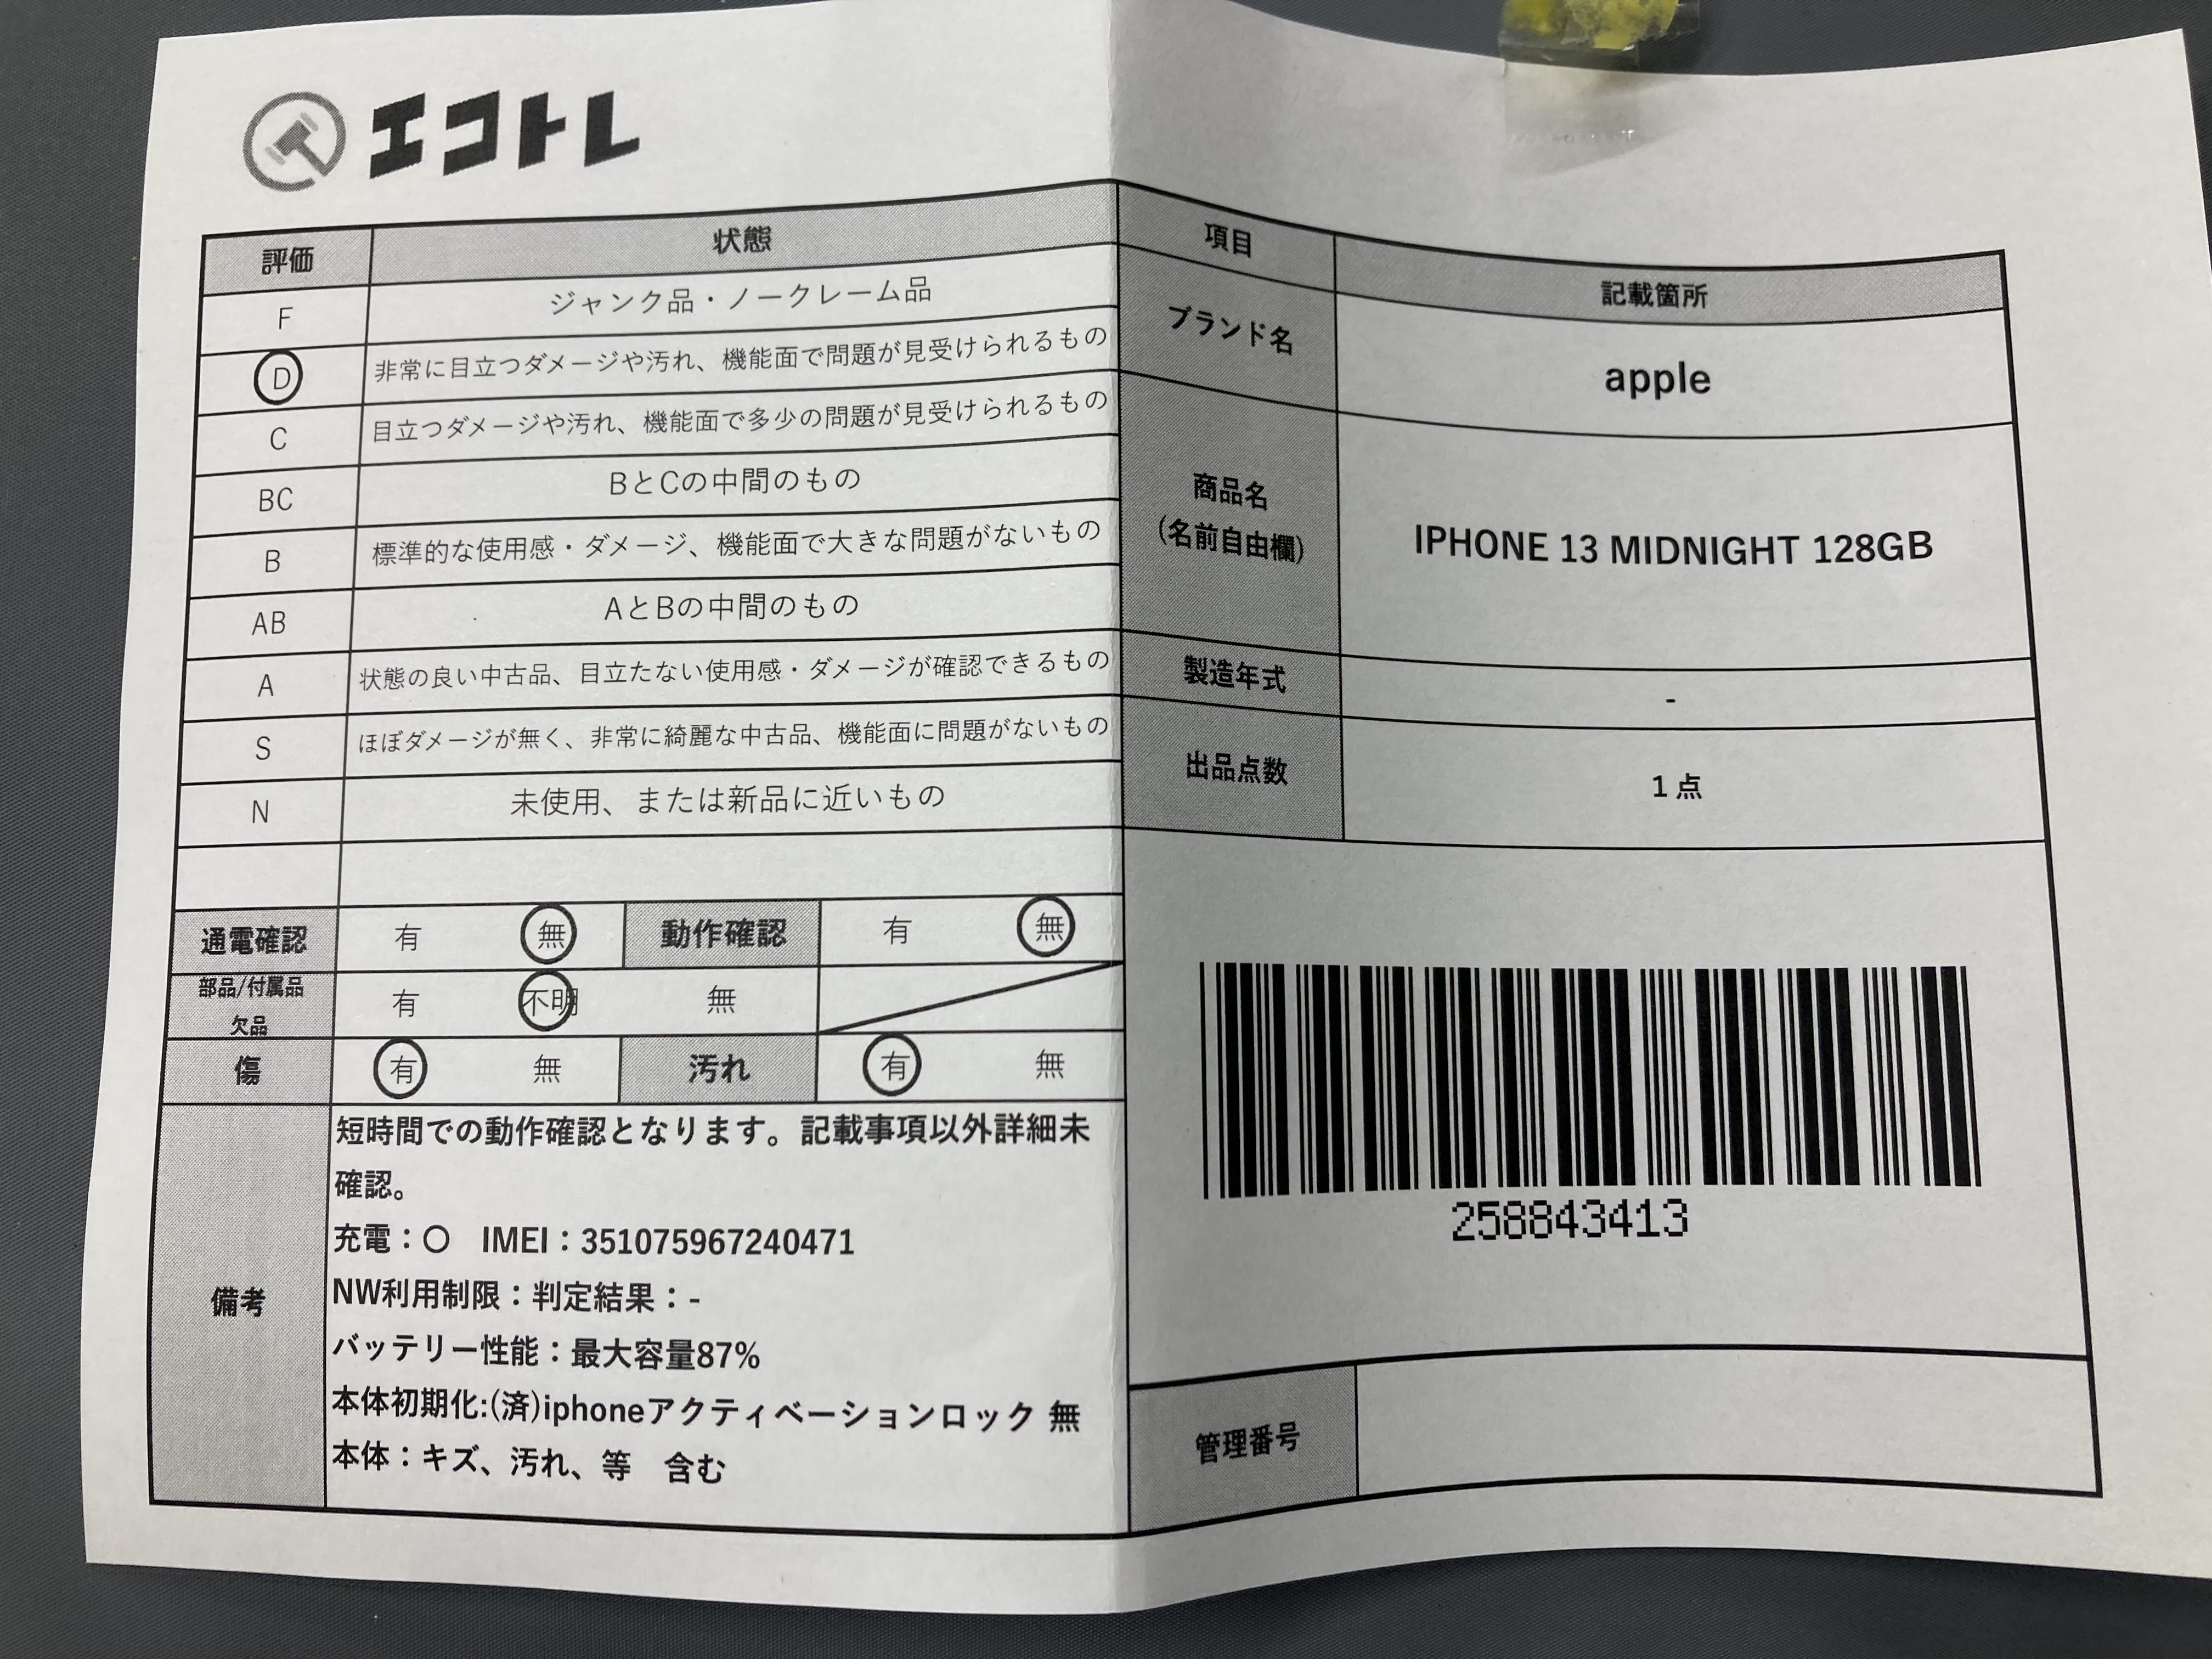 エコトレ
評価 状態
F ジャンク品・ノークレーム品
D 非常に目立つダメージや汚れ、機能面で問題が見受けられるもの
C 目立つダメージや汚れ、機能面で多少の問題が見受けられるもの
BC BとCの中間のもの
B 標準的な使用感・ダメージ、機能面で大きな問題がないもの
AB AとBの中間のもの
A 状態の良い中古品、目立たない使用感・ダメージが確認できるもの
S ほぼダメージが無く、非常に綺麗な中古品、機能面に問題がないもの
N 未使用、または新品に近いもの
通電確認 有 無 動作確認 有 無
部品/付属品
欠品 有 不明 無
傷 有 無 汚れ 有 無
備考
短時間での動作確認となります。記載事項以外詳細未
確認。
充電：〇　IMEI：351075967240471
NW利用制限：判定結果：-
バッテリー性能：最大容量87%
本体初期化:(済)iphoneアクティベーションロック 無
本体：キズ、汚れ、等　含む
項目 記載箇所
ブランド名 apple
商品名
(名前自由欄) IPHONE 13 MIDNIGHT 128GB
製造年式 -
出品点数 1 点
258843413
管理番号